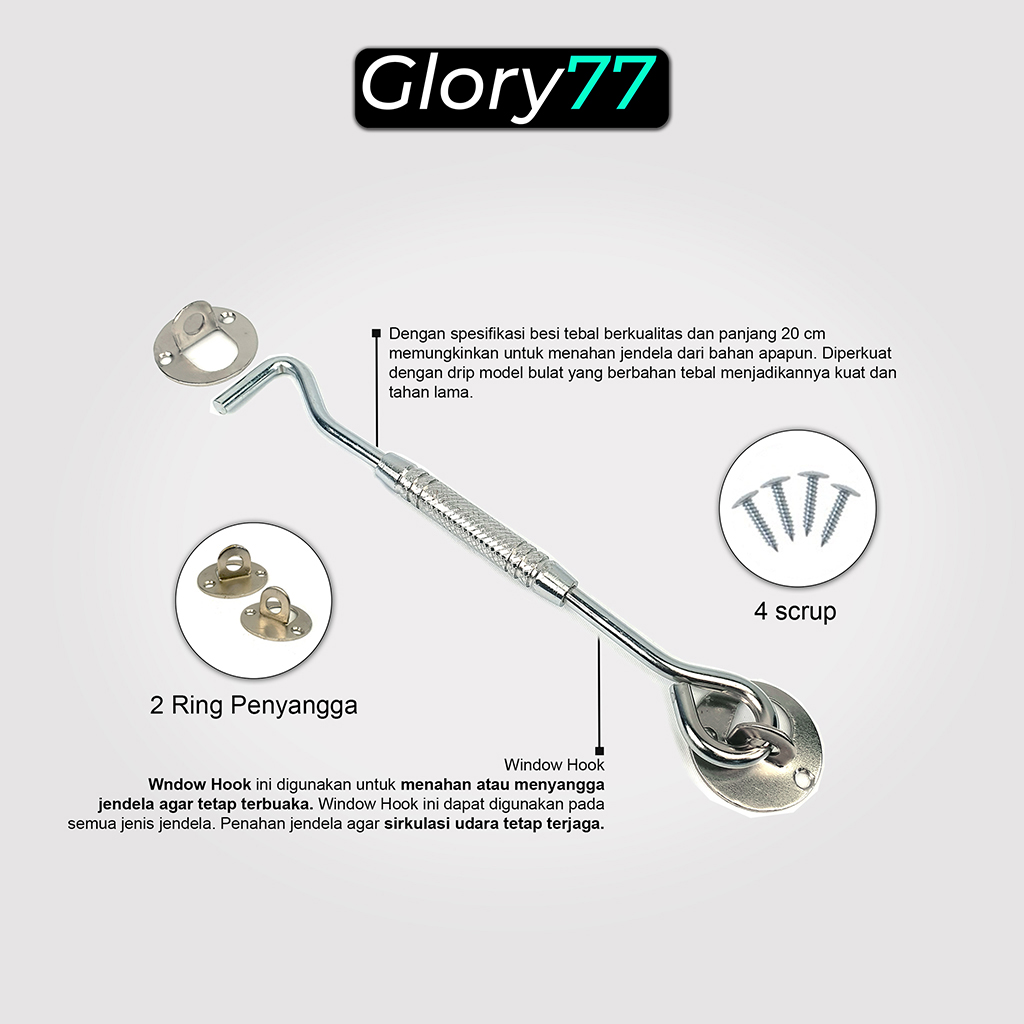 Glory77
Dengan spesifikasi besi tebal berkualitas dan panjang 20 cm
memungkinkan untuk menahan jendela dari bahan apapun. Diperkuat
dengan drip model bulat yang berbahan tebal menjadikannya kuat dan
tahan lama.
4 scrup
2 Ring Penyangga
Window Hook
Wndow Hook ini digunakan untuk menahan atau menyangga
jendela agar tetap terbuaka. Window Hook ini dapat digunakan pada
semua jenis jendela. Penahan jendela agar sirkulasi udara tetap terjaga.